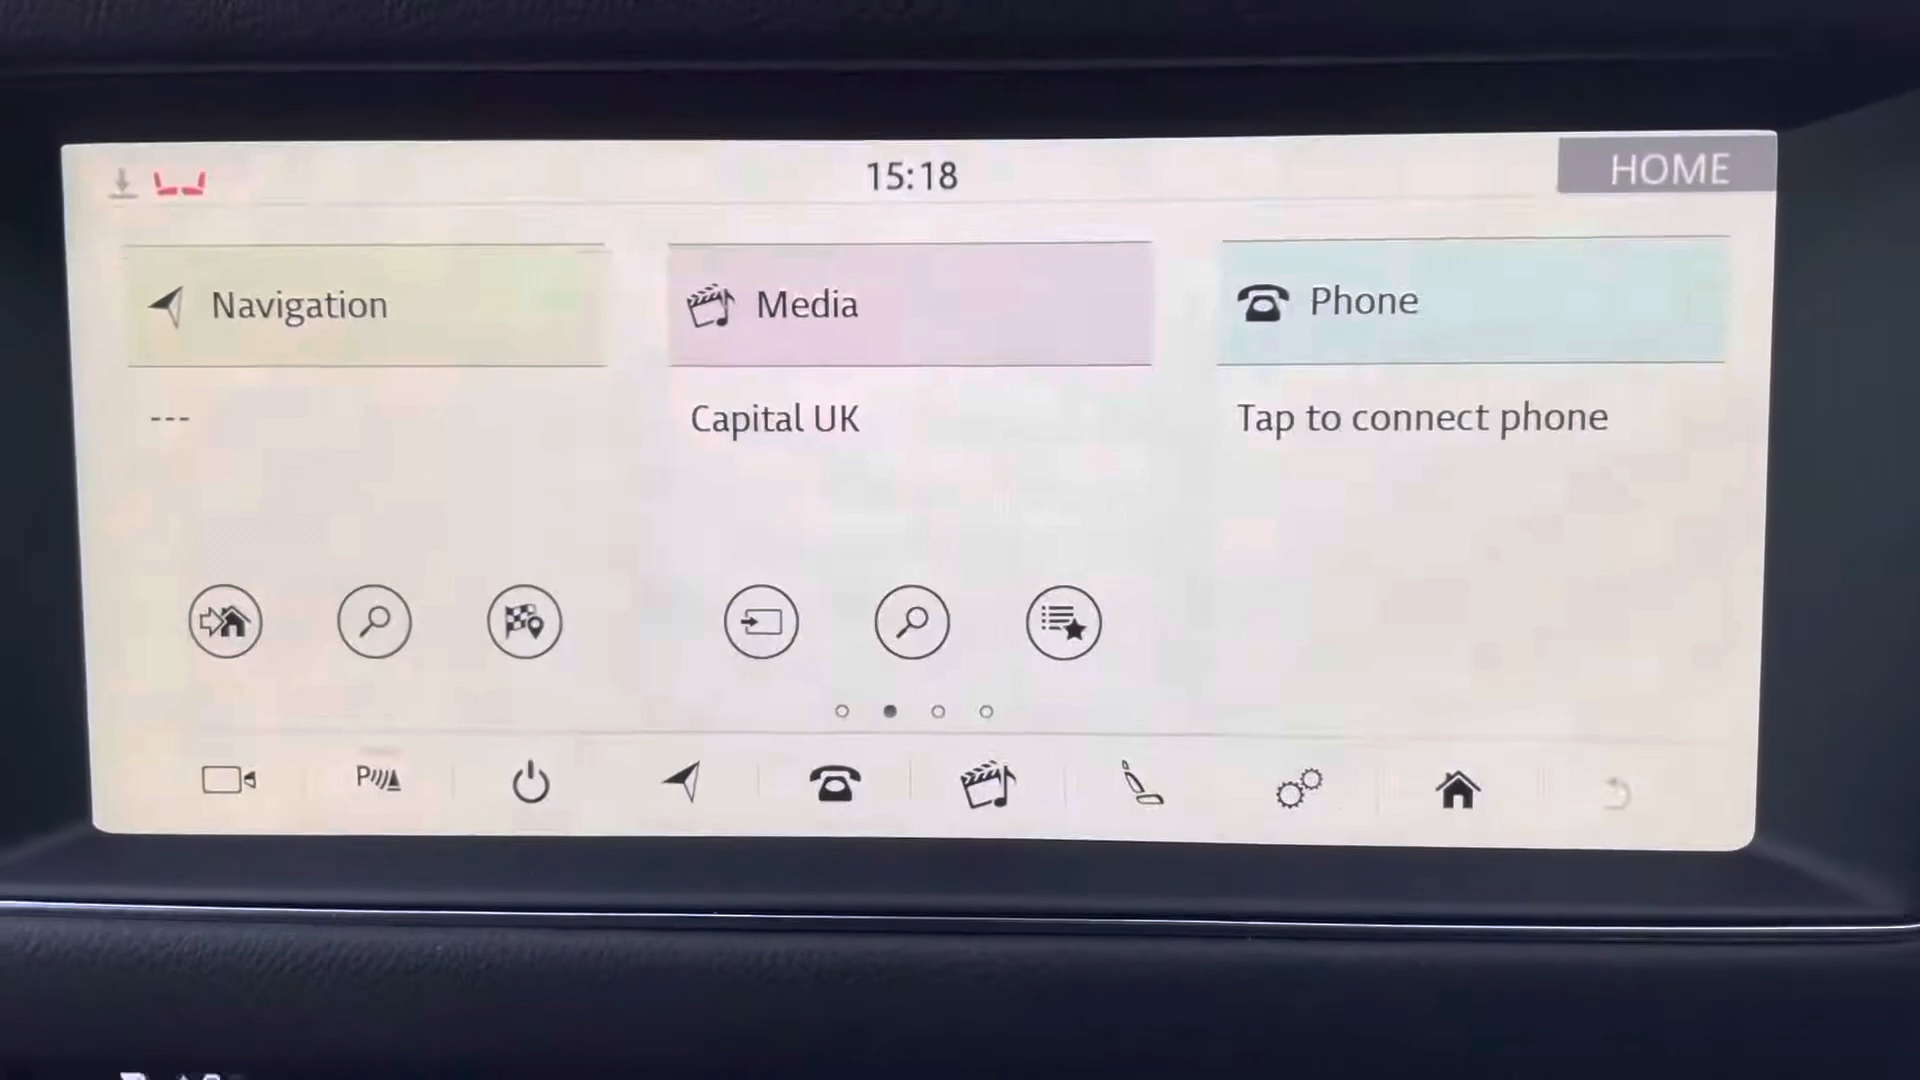 15:18
HOME
Navigation
Media
Phone
---
Capital UK
Tap to connect phone
P